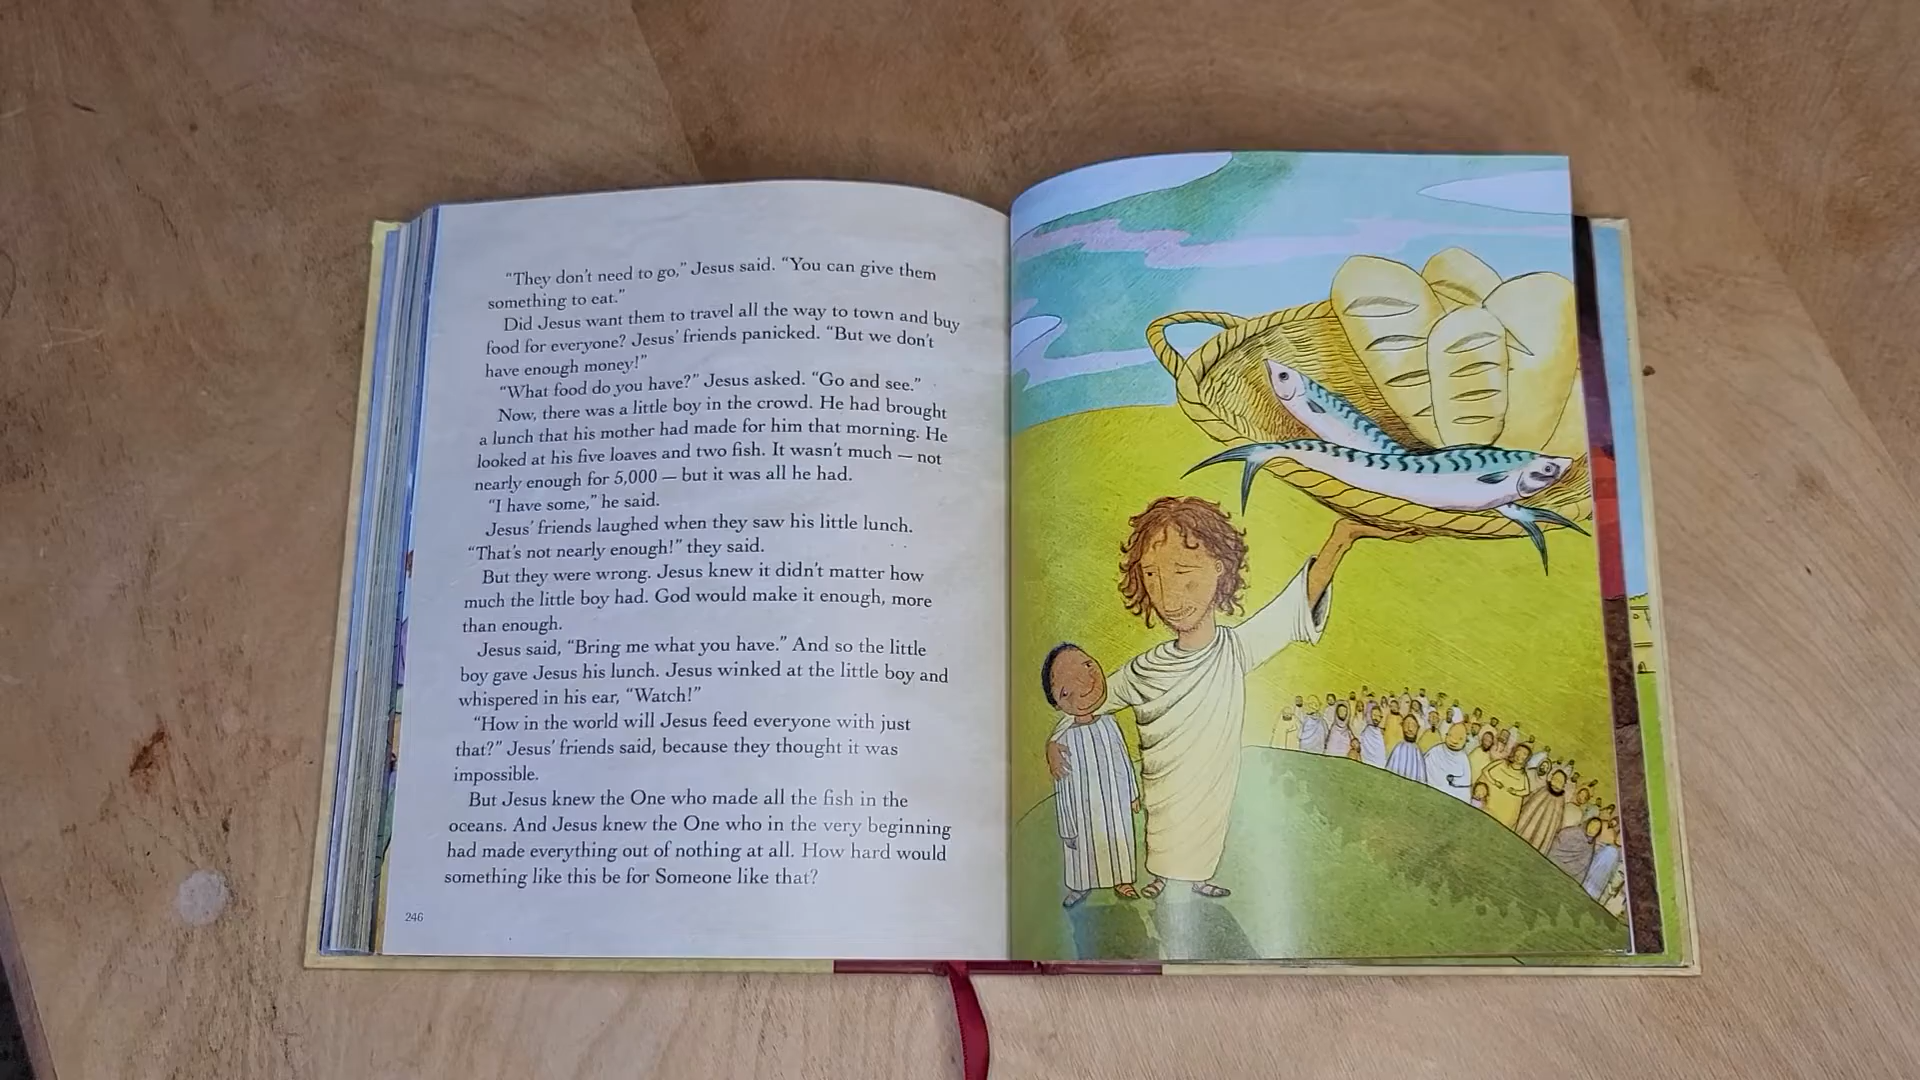 “They don’t need to go,” Jesus said. “You can give them
something to eat.”
Did Jesus want them to travel all the way to town and buy
food for everyone? Jesus’ friends panicked. “But we don’t
have enough money!”
“What food do you have?” Jesus asked. “Go and see.”
Now, there was a little boy in the crowd. He had brought
a lunch that his mother had made for him that morning. He
looked at his five loaves and two fish. It wasn’t much — not
nearly enough for 5,000 — but it was all he had.
“I have some,” he said.
Jesus’ friends laughed when they saw his little lunch.
“That’s not nearly enough!” they said.
But they were wrong. Jesus knew it didn’t matter how
much the little boy had. God would make it enough, more
than enough.
Jesus said, “Bring me what you have.” And so the little
boy gave Jesus his lunch. Jesus winked at the little boy and
whispered in his ear, “Watch!”
“How in the world will Jesus feed everyone with just
that?” Jesus’ friends said, because they thought it was
impossible.
But Jesus knew the One who made all the fish in the
oceans. And Jesus knew the One who in the very beginning
had made everything out of nothing at all. How hard would
something like this be for Someone like that?
246